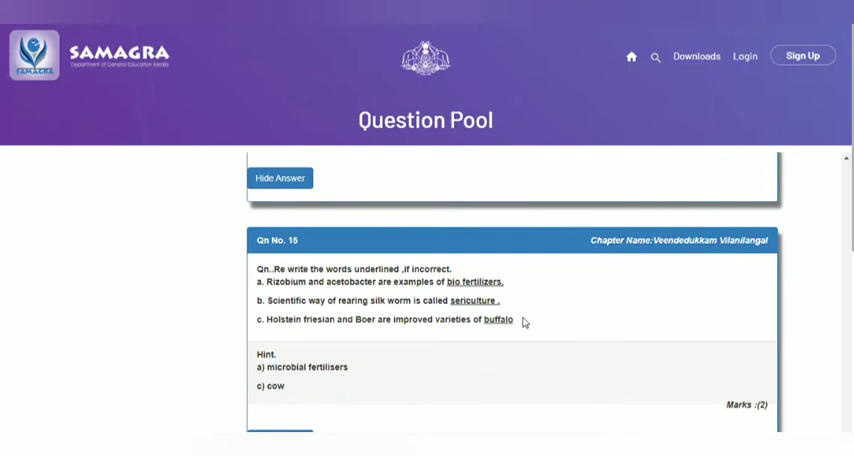 SAMAGRA
Department of General Education Kerala
SAMAGRA
Downloads
Login
Sign Up
Question Pool
Hide Answer
Qn No. 15
Chapter Name:Veendedukkam Vilanilangal
Qn..Re write the words underlined ,if incorrect.
a. Rizobium and acetobacter are examples of bio fertilizers.
b. Scientific way of rearing silk worm is called sericulture .
c. Holstein friesian and Boer are improved varieties of buffalo
Hint.
a) microbial fertilisers
c) cow
Marks :(2)